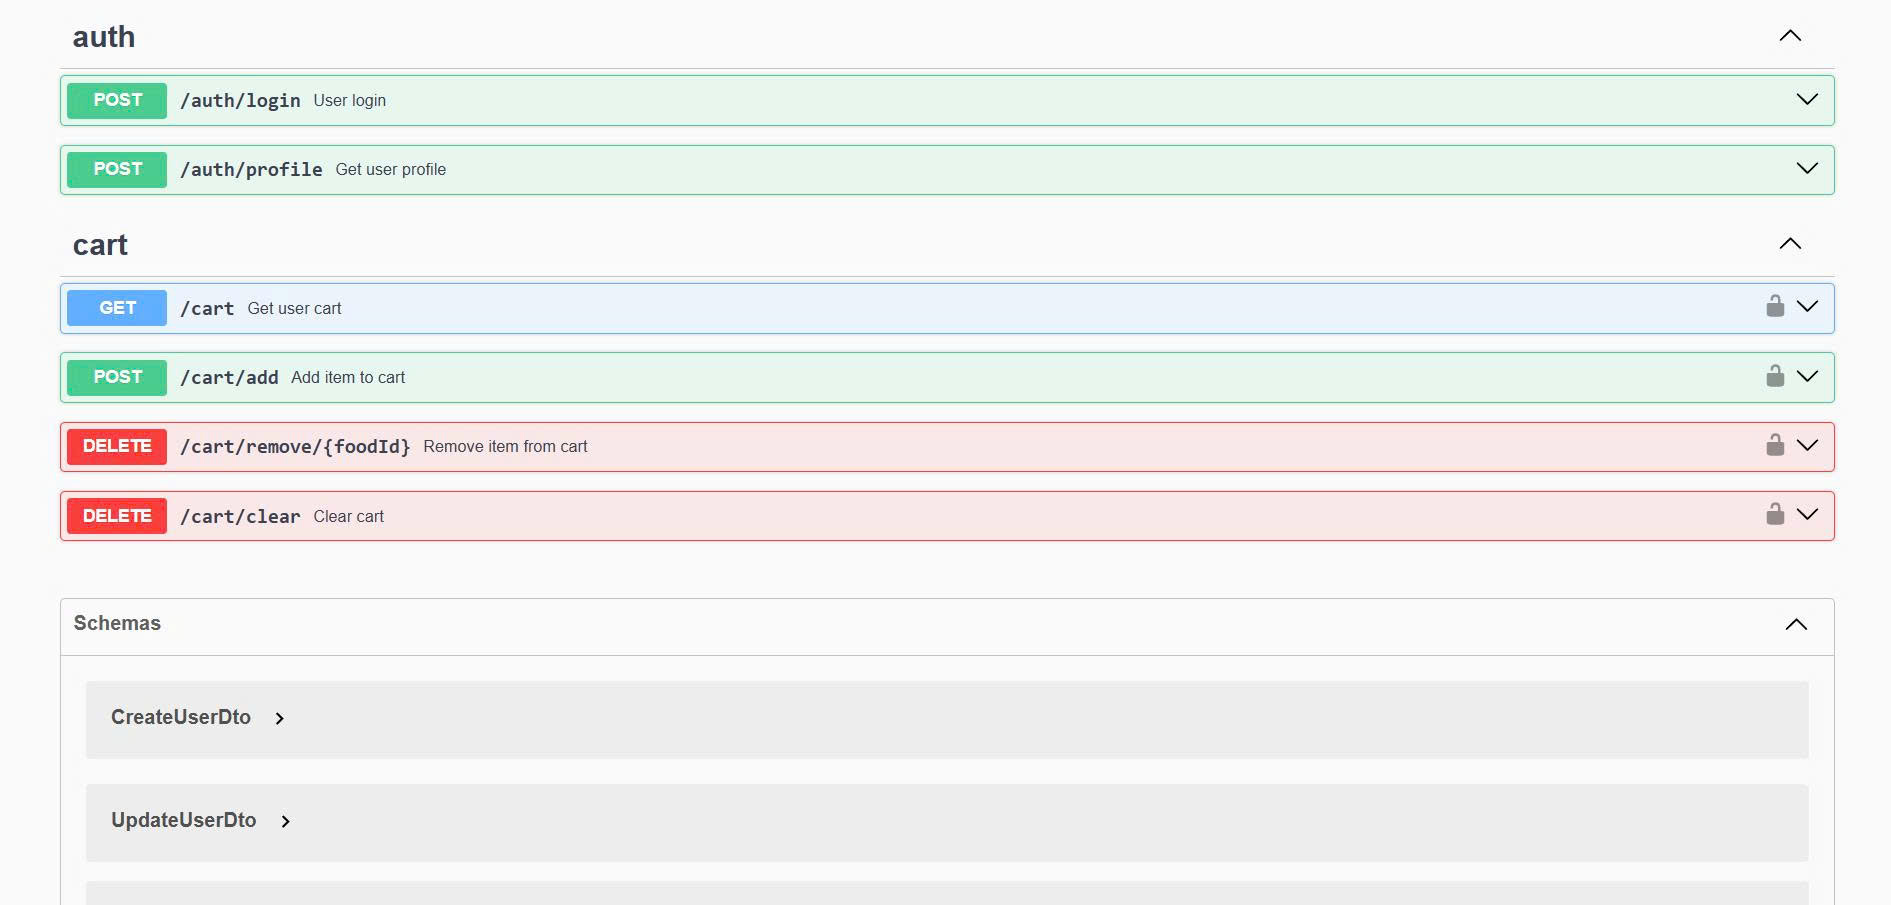 auth
POST /auth/login User login
POST /auth/profile Get user profile
cart
GET /cart Get user cart
POST /cart/add Add item to cart
DELETE /cart/remove/{foodId} Remove item from cart
DELETE /cart/clear Clear cart
Schemas
CreateUserDto
UpdateUserDto